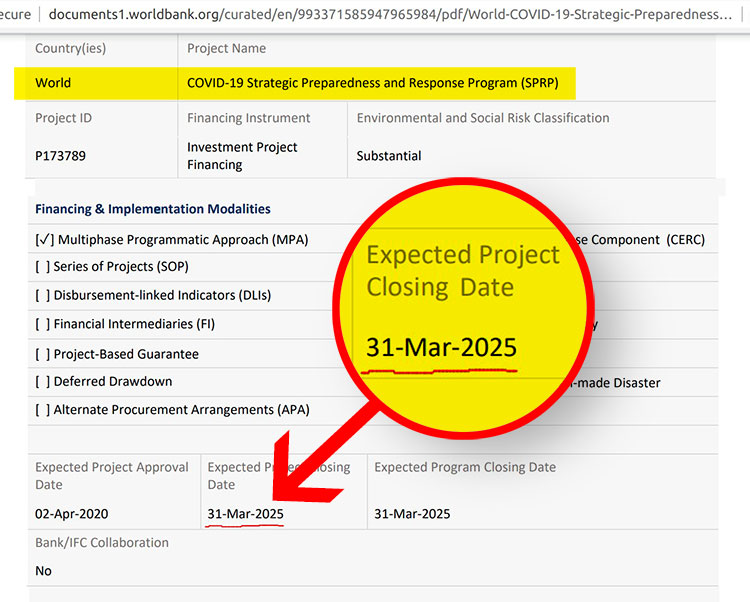 ecure documents1.worldbank.org/curated/en/993371585947965984/pdf/World-COVID-19-Strategic-Preparedness...
Country(ies) Project Name
World COVID-19 Strategic Preparedness and Response Program (SPRP)
Project ID Financing Instrument Environmental and Social Risk Classification
P173789 Investment Project Financing Substantial
Financing & Implementation Modalities
[✓] Multiphase Programmatic Approach (MPA) se Component (CERC)
[ ] Series of Projects (SOP)
[ ] Disbursement-linked Indicators (DLIs)
[ ] Financial Intermediaries (FI) y
[ ] Project-Based Guarantee
[ ] Deferred Drawdown -made Disaster
[ ] Alternate Procurement Arrangements (APA)
Expected Project
Closing Date
31-Mar-2025
Expected Project Approval Date Expected Project Closing Date Expected Program Closing Date
02-Apr-2020 31-Mar-2025 31-Mar-2025
Bank/IFC Collaboration
No